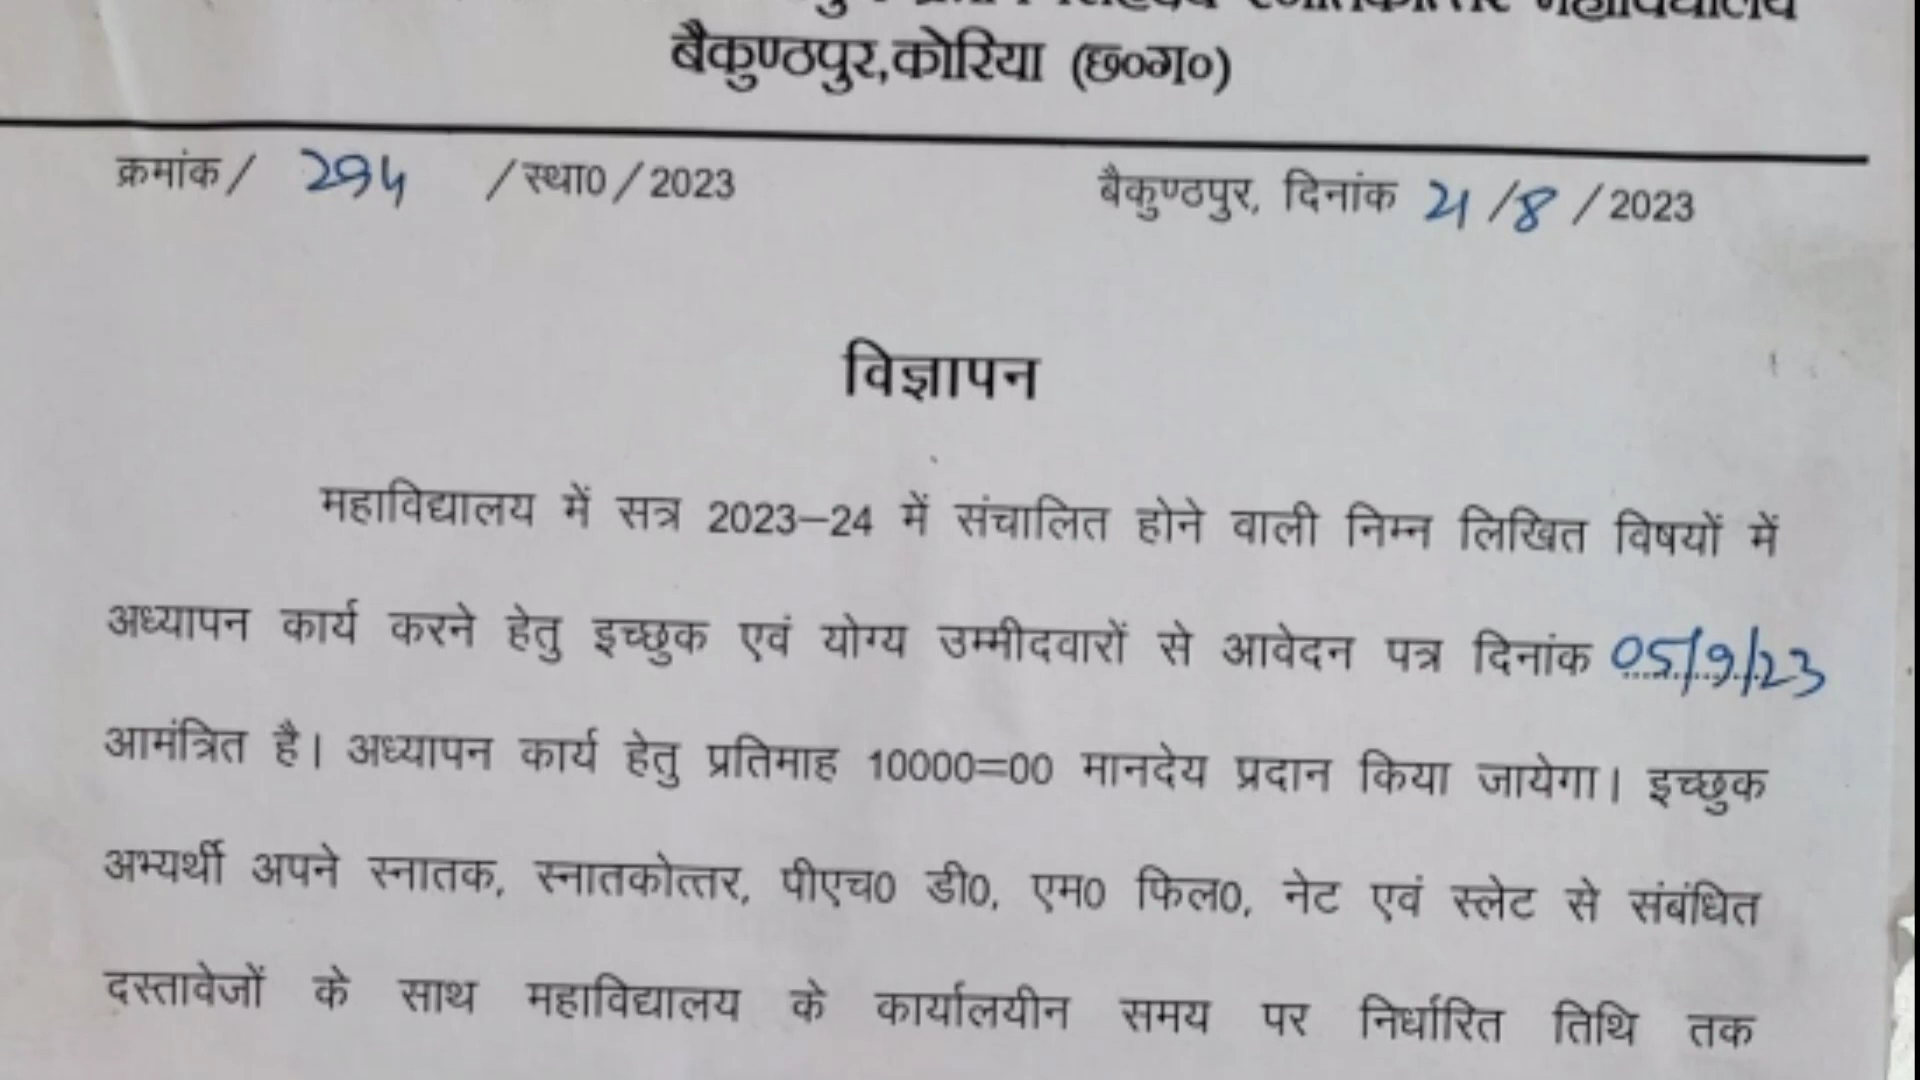 महाविद्यालय
बैकुण्ठपुर,कोरिया (छ०ग०)
क्रमांक/ 294 /स्था0/2023
बैकुण्ठपुर, दिनांक 21/8/2023
विज्ञापन
महाविद्यालय में सत्र 2023–24 में संचालित होने वाली निम्न लिखित विषयों में
अध्यापन कार्य करने हेतु इच्छुक एवं योग्य उम्मीदवारों से आवेदन पत्र दिनांक 05/9/23
आमंत्रित है। अध्यापन कार्य हेतु प्रतिमाह 10000=00 मानदेय प्रदान किया जायेगा। इच्छुक
अभ्यर्थी अपने स्नातक, स्नातकोत्तर, पीएच0 डी0, एम0 फिल0, नेट एवं स्लेट से संबंधित
दस्तावेजों के साथ महाविद्यालय के कार्यालयीन समय पर निर्धारित तिथि तक